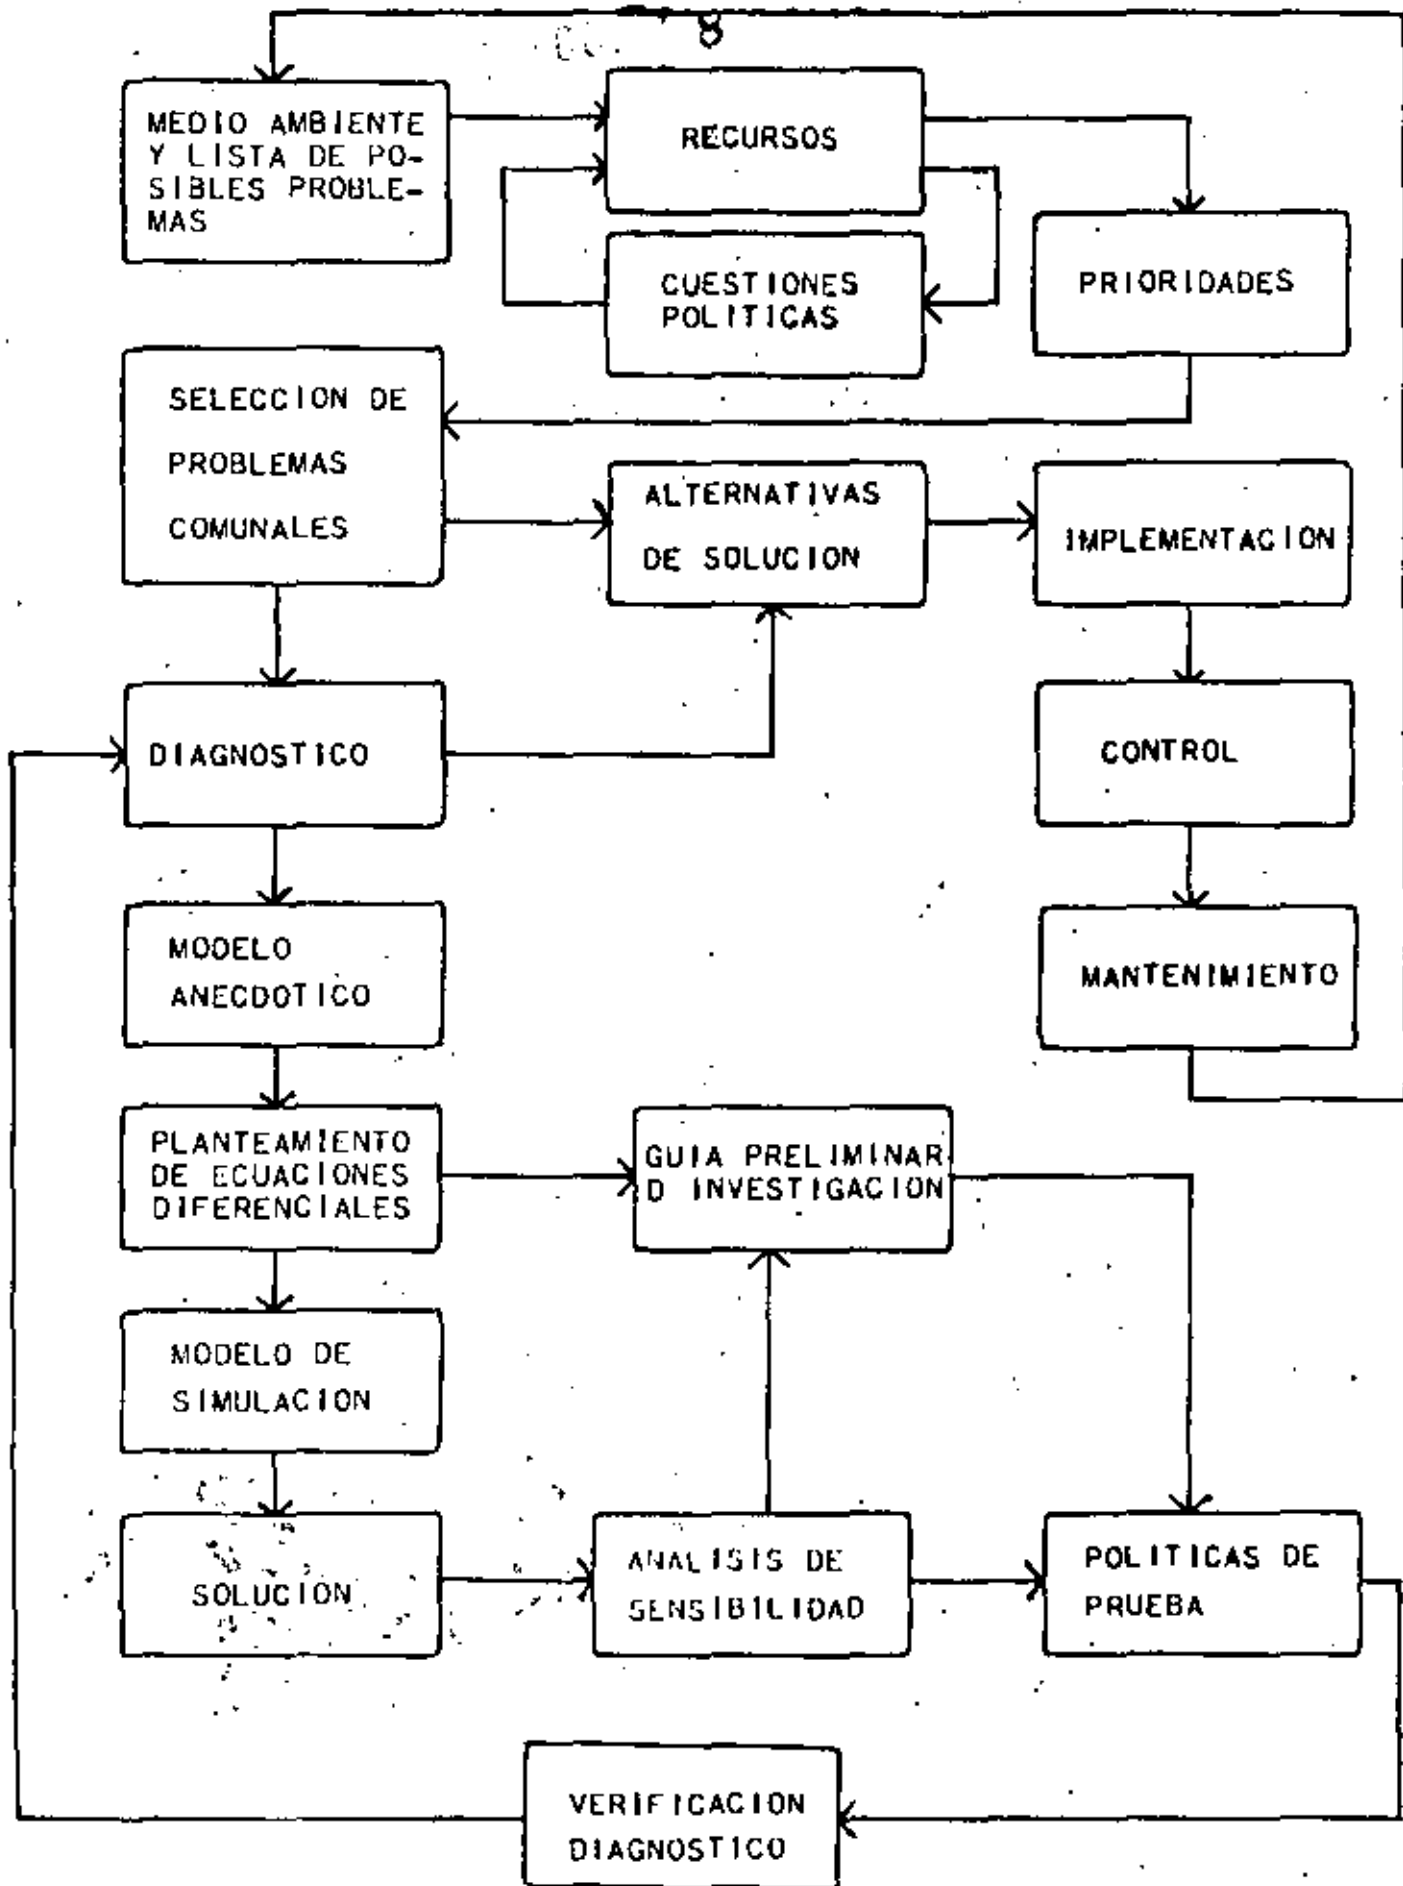 8
MEDIO AMBIENTE
Y LISTA DE PO-
SIBLES PROBLE-
MAS
RECURSOS
CUESTIONES
POLITICAS
PRIORIDADES
SELECCION DE
PROBLEMAS
COMUNALES
ALTERNATIVAS
DE SOLUCION
IMPLEMENTACION
DIAGNOSTICO
CONTROL
MODELO
ANECDOTICO
MANTENIMIENTO
PLANTEAMIENTO
DE ECUACIONES
DIFERENCIALES
GUIA PRELIMINAR
D INVESTIGACION
MODELO DE
SIMULACION
SOLUCION
ANALISIS DE
SENSIBILIDAD
POLITICAS DE
PRUEBA
VERIFICACION
DIAGNOSTICO